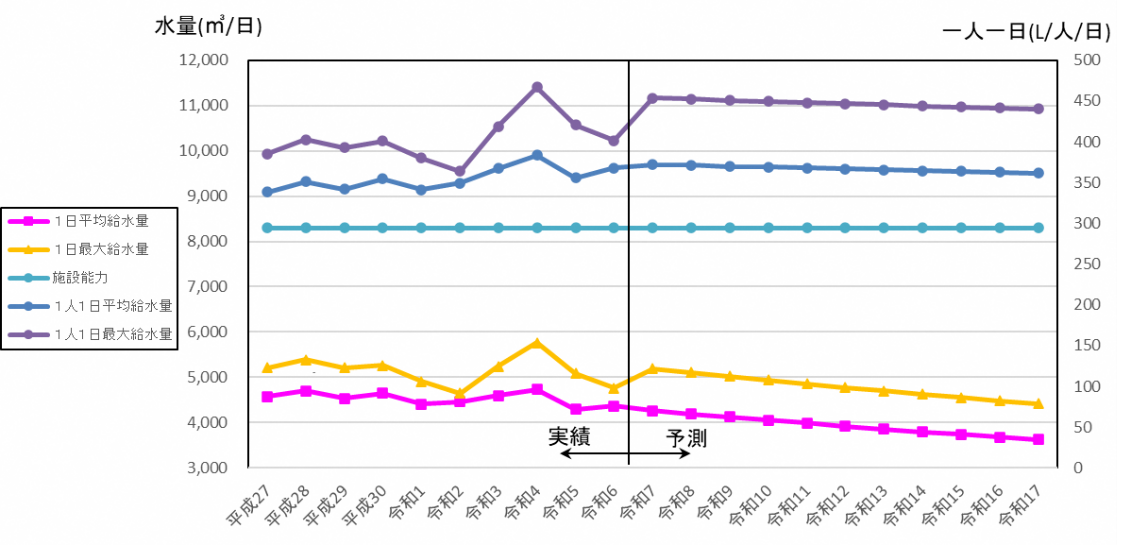 水量(㎥/日)
一人一日(L/人/日)
12,000
11,000
10,000
9,000
8,000
7,000
6,000
5,000
4,000
3,000
500
450
400
350
300
250
200
150
100
50
0
1日平均給水量
1日最大給水量
施設能力
1人1日平均給水量
1人1日最大給水量
実績
予測
平成27
平成28
平成29
平成30
令和1
令和2
令和3
令和4
令和5
令和6
令和7
令和8
令和9
令和10
令和11
令和12
令和13
令和14
令和15
令和16
令和17